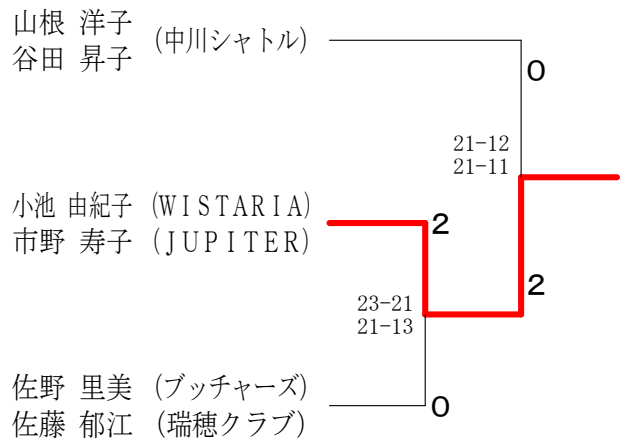 山根 洋子
谷田 昇子
(中川シャトル)
0
21-12
21-11
小池 由紀子 (WISTARIA)
市野 寿子 (JUPITER)
2
2
23-21
21-13
佐野 里美 (ブッチャーズ)
佐藤 郁江 (瑞穂クラブ)
0